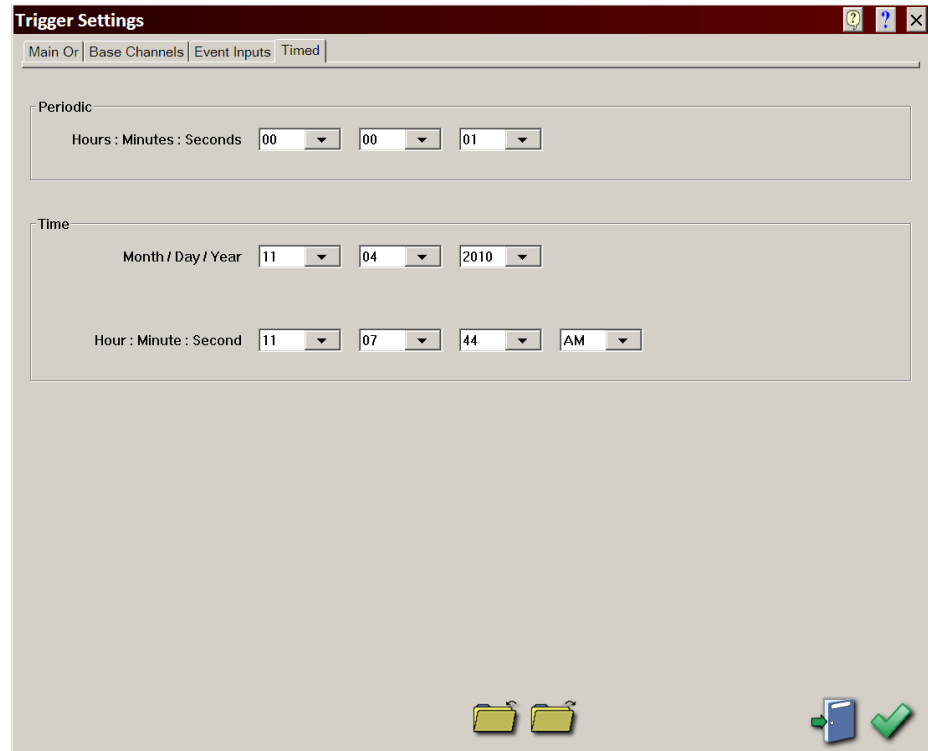 Trigger Settings
Main Or Base Channels Event Inputs Timed
Periodic
Hours : Minutes : Seconds 00 00 01
Time
Month / Day / Year 11 04 2010
Hour : Minute : Second 11 07 44 AM